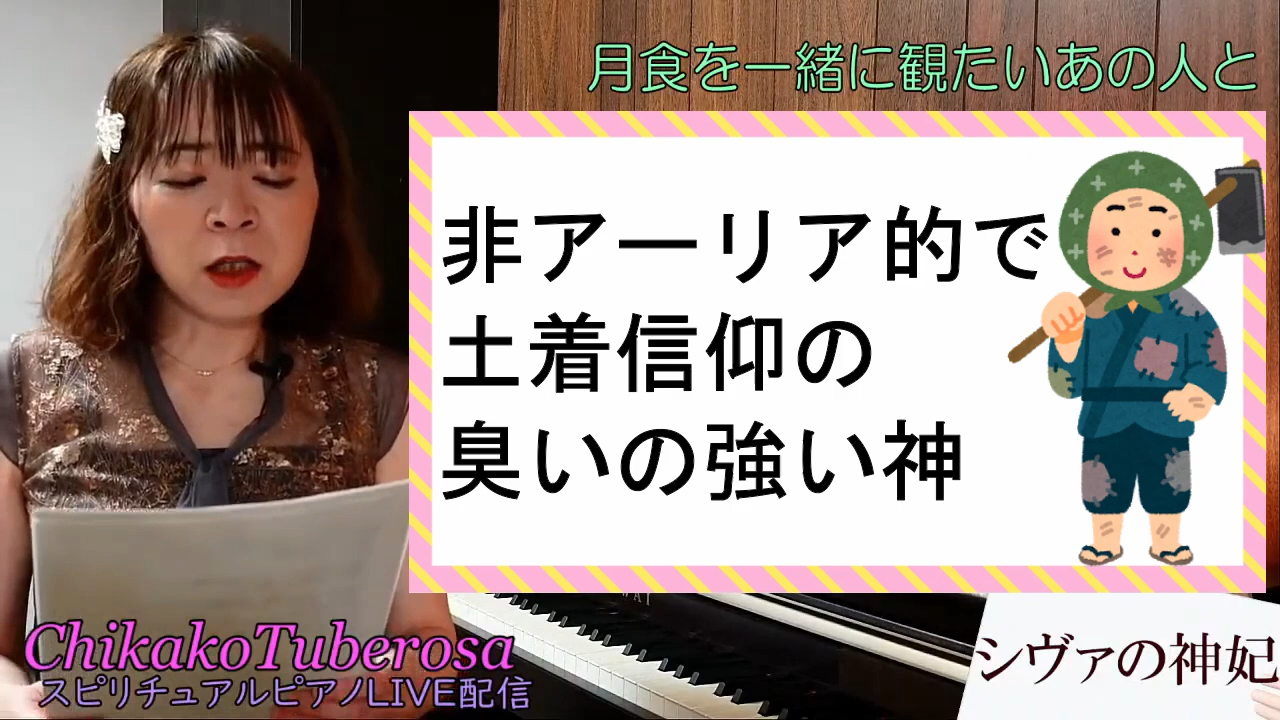 月食を一緒に観たいあの人と
非アーリア的で
土着信仰の
臭いの強い神
ChikakoTuberosa
スピリチュアルピアノLIVE配信
シヴァの神妃